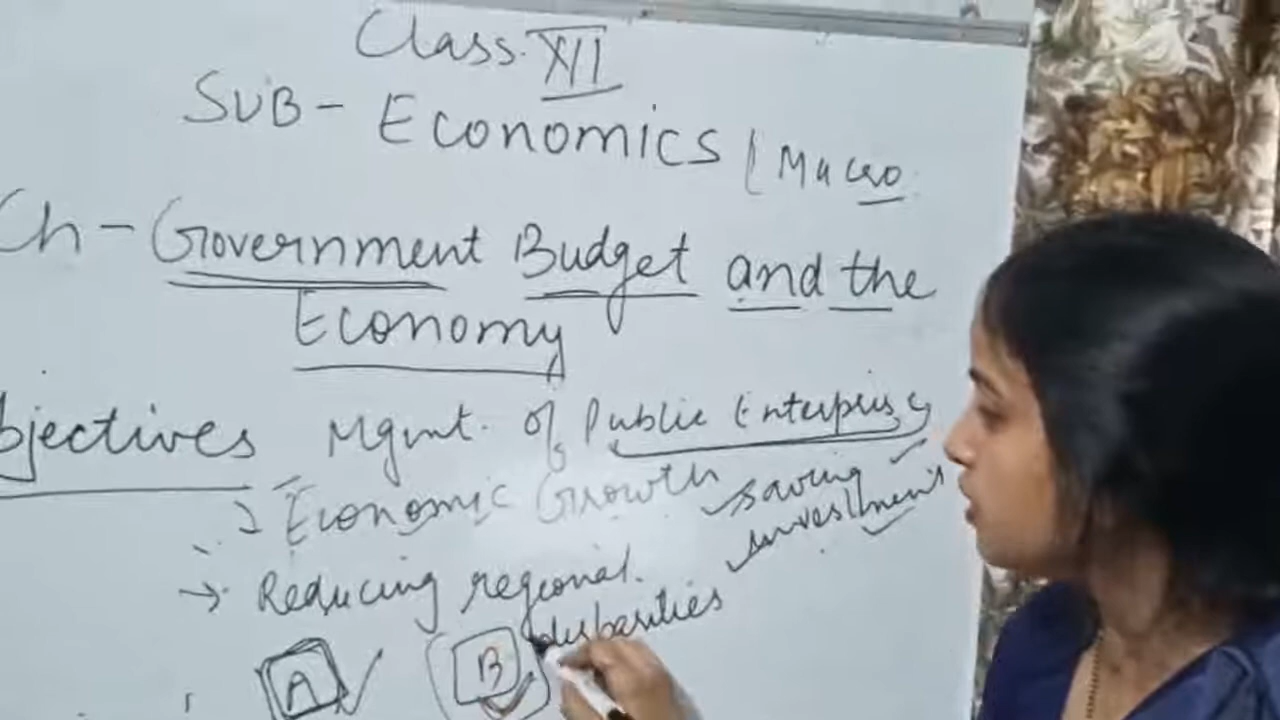 Class XII
SUB - Economics (Macro
Ch - Government Budget and the
Economy
bjectives Mgmt. of Public Enterprises
→ Economic Growth ✓ saving ✓
✓ Investment
→ Reducing regional
disparities
A ✓ B